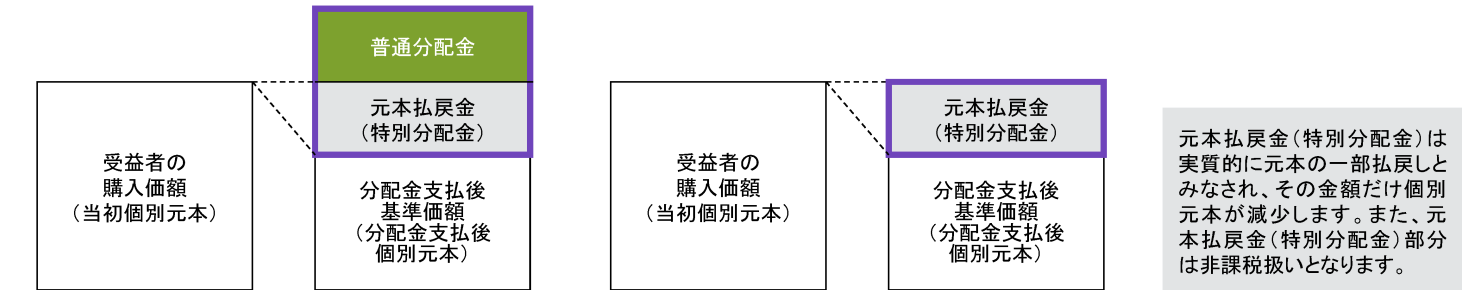 普通分配金
元本払戻金
(特別分配金)
受益者の
購入価額
(当初個別元本)
分配金支払後
基準価額
(分配金支払後
個別元本)
元本払戻金
(特別分配金)
受益者の
購入価額
(当初個別元本)
分配金支払後
基準価額
(分配金支払後
個別元本)
元本払戻金(特別分配金)は
実質的に元本の一部払戻しと
みなされ、その金額だけ個別
元本が減少します。また、元
本払戻金(特別分配金)部分
は非課税扱いとなります。